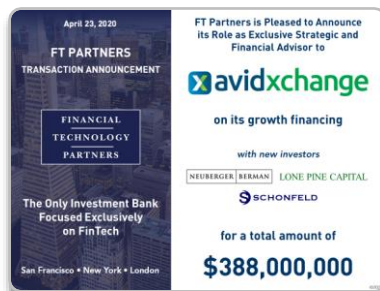 April 23, 2020
FT PARTNERS
TRANSACTION ANNOUNCEMENT
FINANCIAL
TECHNOLOGY
PARTNERS
The Only Investment Bank
Focused Exclusively
on FinTech
San Francisco • New York • London
FT Partners is Pleased to Announce
its Role as Exclusive Strategic and
Financial Advisor to
avidxchange
on its growth financing
with new investors
NEUBERGER BERMAN LONE PINE CAPITAL
SCHONFELD
for a total amount of
$388,000,000